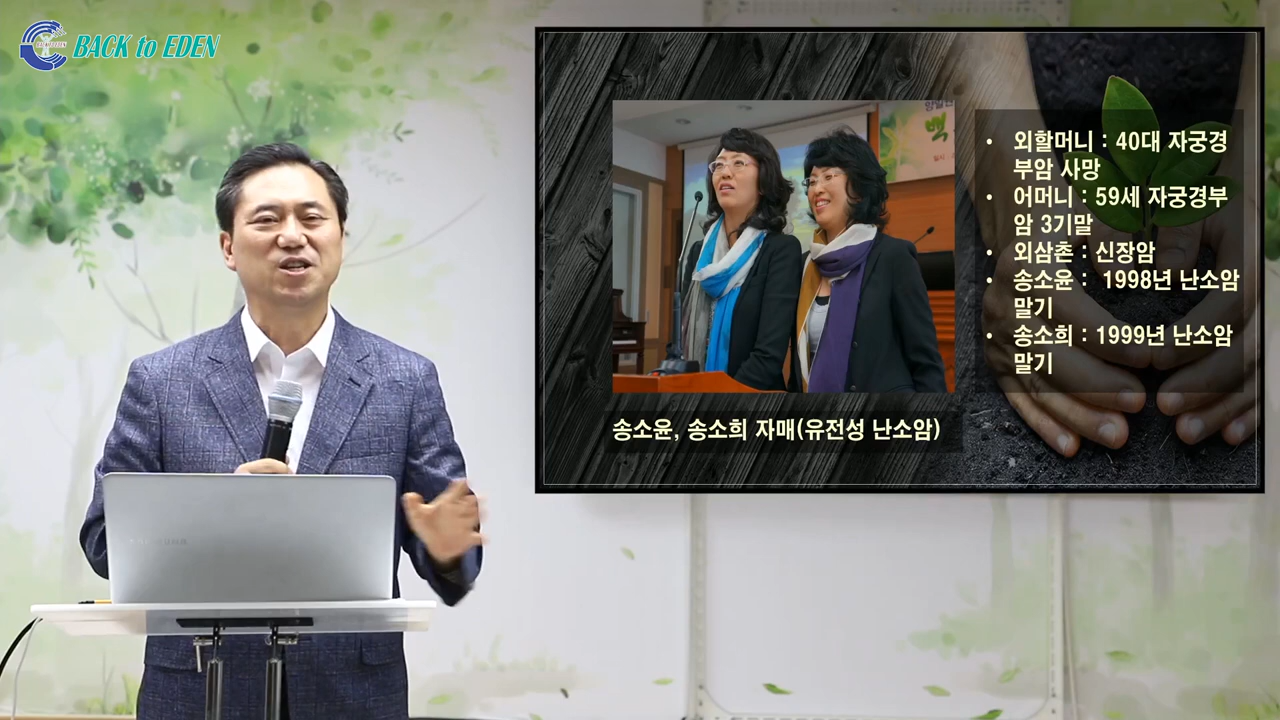 BACK to EDEN
외할머니 : 40대 자궁경
부암 사망
어머니 : 59세 자궁경부
암 3기말
외삼촌 : 신장암
송소윤 : 1998년 난소암
말기
송소희 : 1999년 난소암
말기
송소윤, 송소희 자매(유전성 난소암)